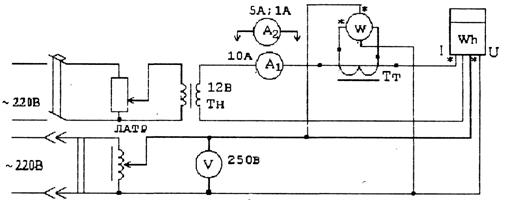 5А;1А
А₂
*
W
10А
А₁
I
*
Wh
*
U
Тт
~220В
12В
Тн
ЛАТР
~220В
V
250В